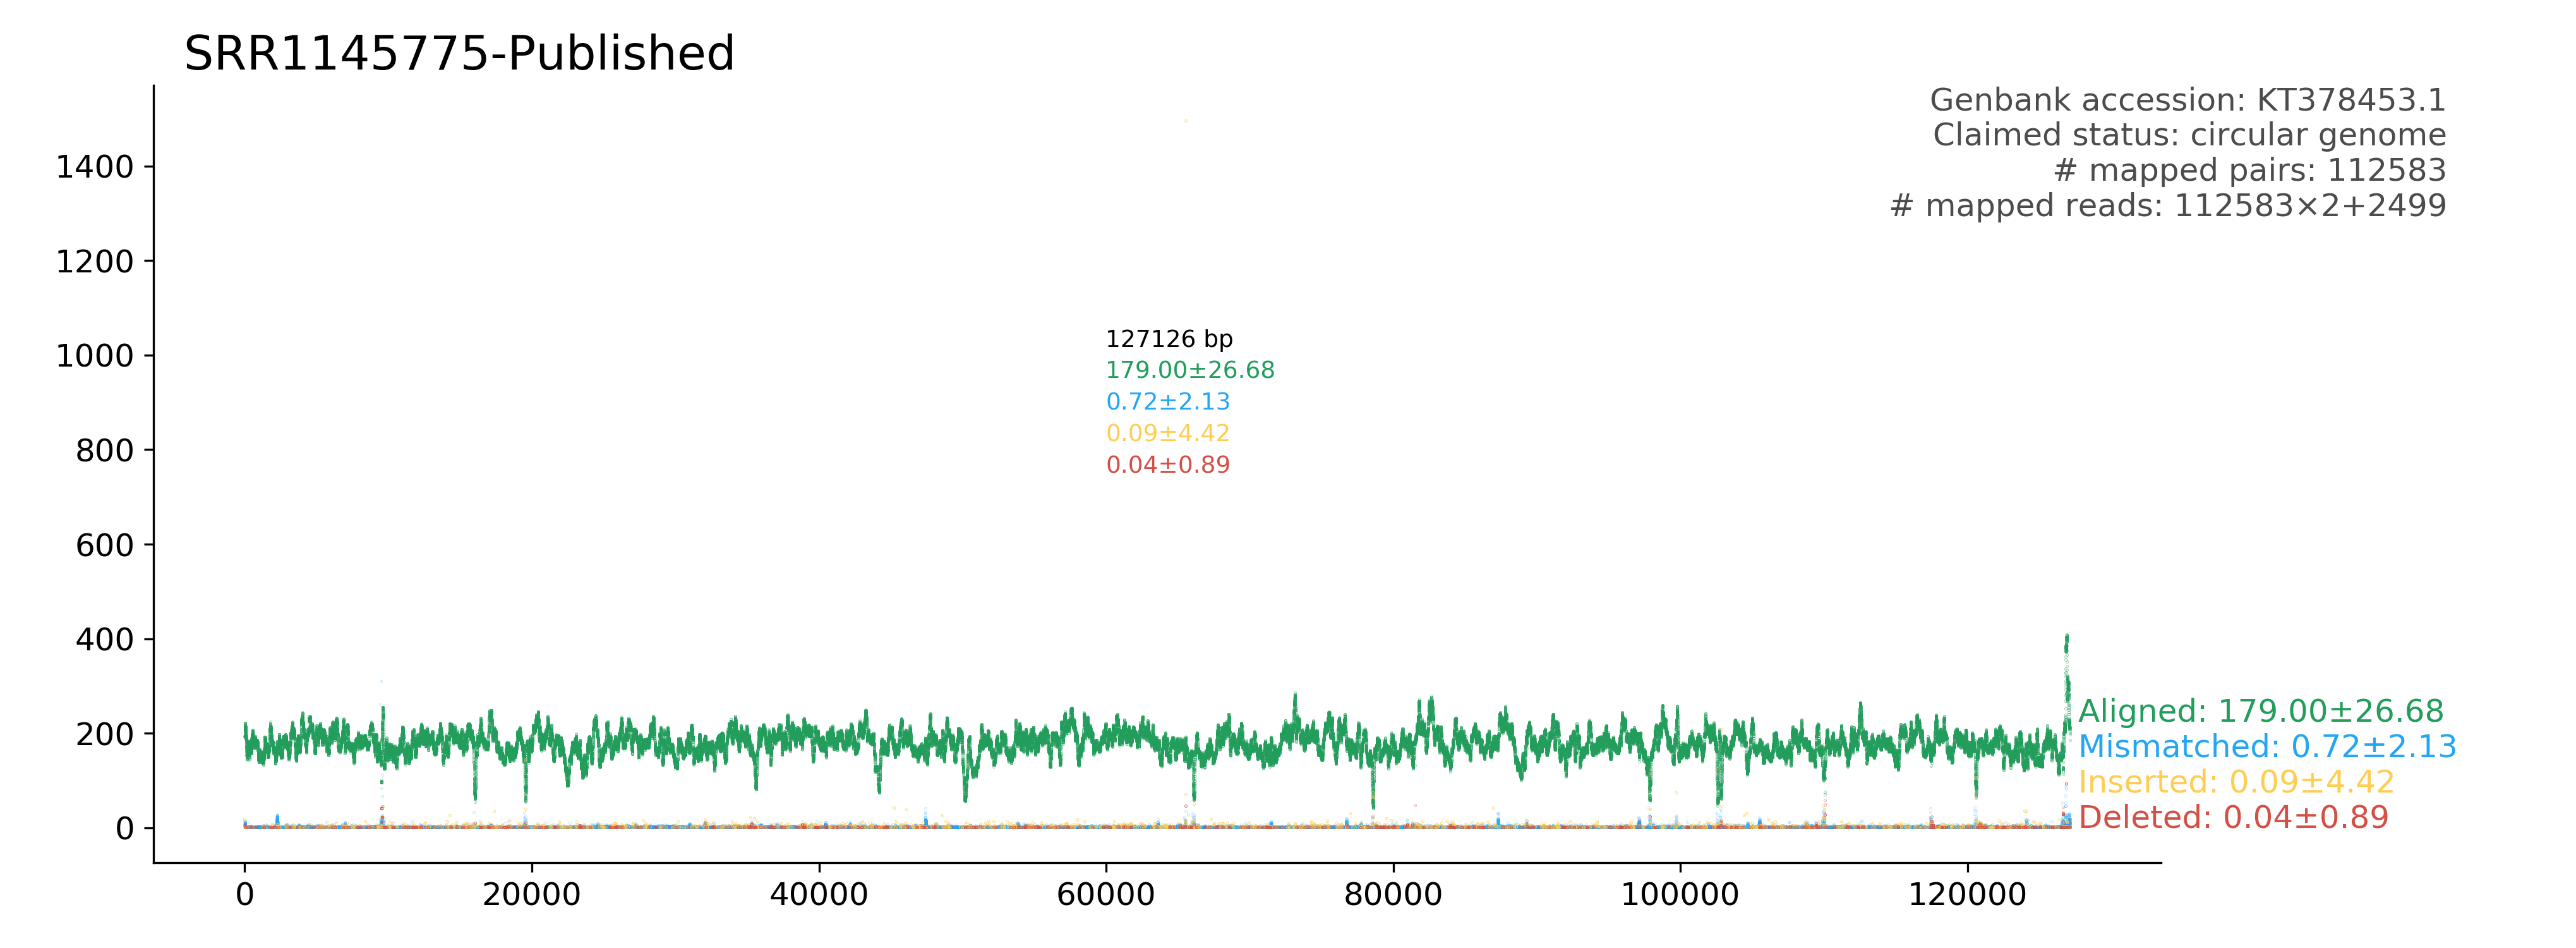 SRR1145775-Published
Genbank accession: KT378453.1
Claimed status: circular genome
# mapped pairs: 112583
# mapped reads: 112583×2+2499
1400
1200
1000
800
600
400
200
0
127126 bp
179.00±26.68
0.72±2.13
0.09±4.42
0.04±0.89
Aligned: 179.00±26.68
Mismatched: 0.72±2.13
Inserted: 0.09±4.42
Deleted: 0.04±0.89
0 20000 40000 60000 80000 100000 120000